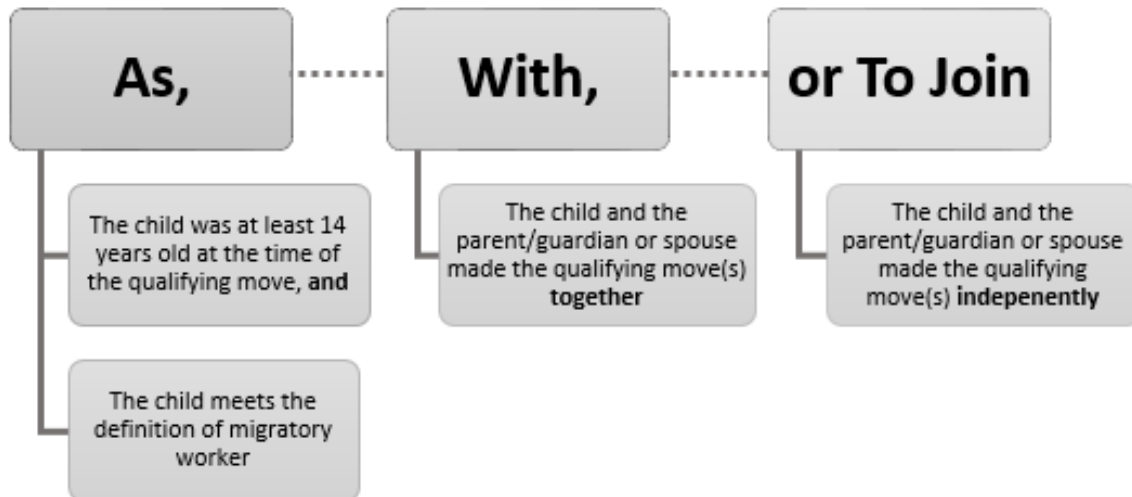 As,
With,
or To Join
The child was at least 14
years old at the time of
the qualifying move, and
The child meets the
definition of migratory
worker
The child and the
parent/guardian or spouse
made the qualifying move(s)
together
The child and the
parent/guardian or spouse
made the qualifying
move(s) indepenently